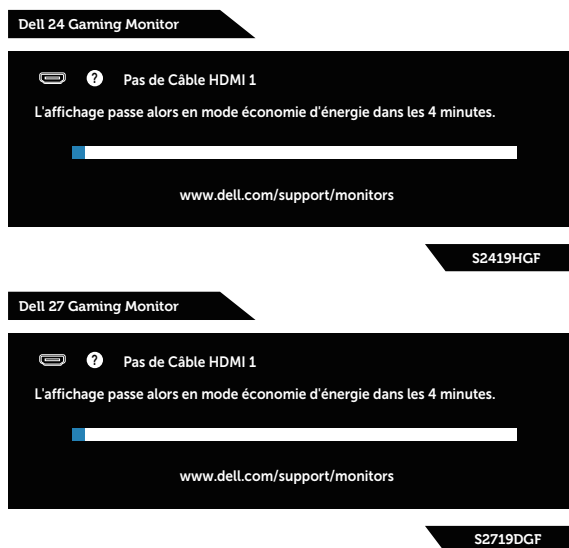 Dell 24 Gaming Monitor
? Pas de Câble HDMI 1
L'affichage passe alors en mode économie d'énergie dans les 4 minutes.
www.dell.com/support/monitors
S2419HGF
Dell 27 Gaming Monitor
? Pas de Câble HDMI 1
L'affichage passe alors en mode économie d'énergie dans les 4 minutes.
www.dell.com/support/monitors
S2719DGF